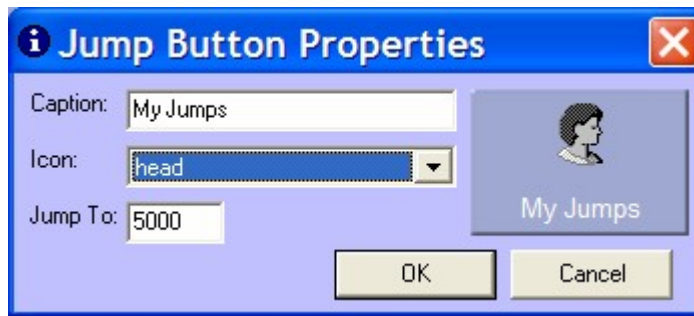 Jump Button Properties
Caption: My Jumps
Icon: head
Jump To: 5000
My Jumps
OK Cancel